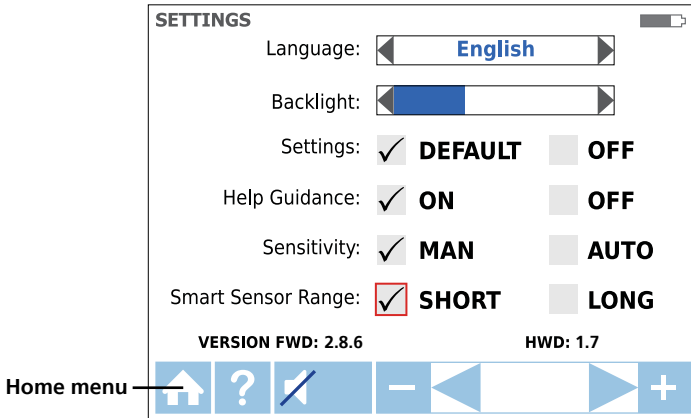 SETTINGS
Language: English
Backlight:
Settings: DEFAULT OFF
Help Guidance: ON OFF
Sensitivity: MAN AUTO
Smart Sensor Range: SHORT LONG
VERSION FWD: 2.8.6 HWD: 1.7
Home menu ? − +